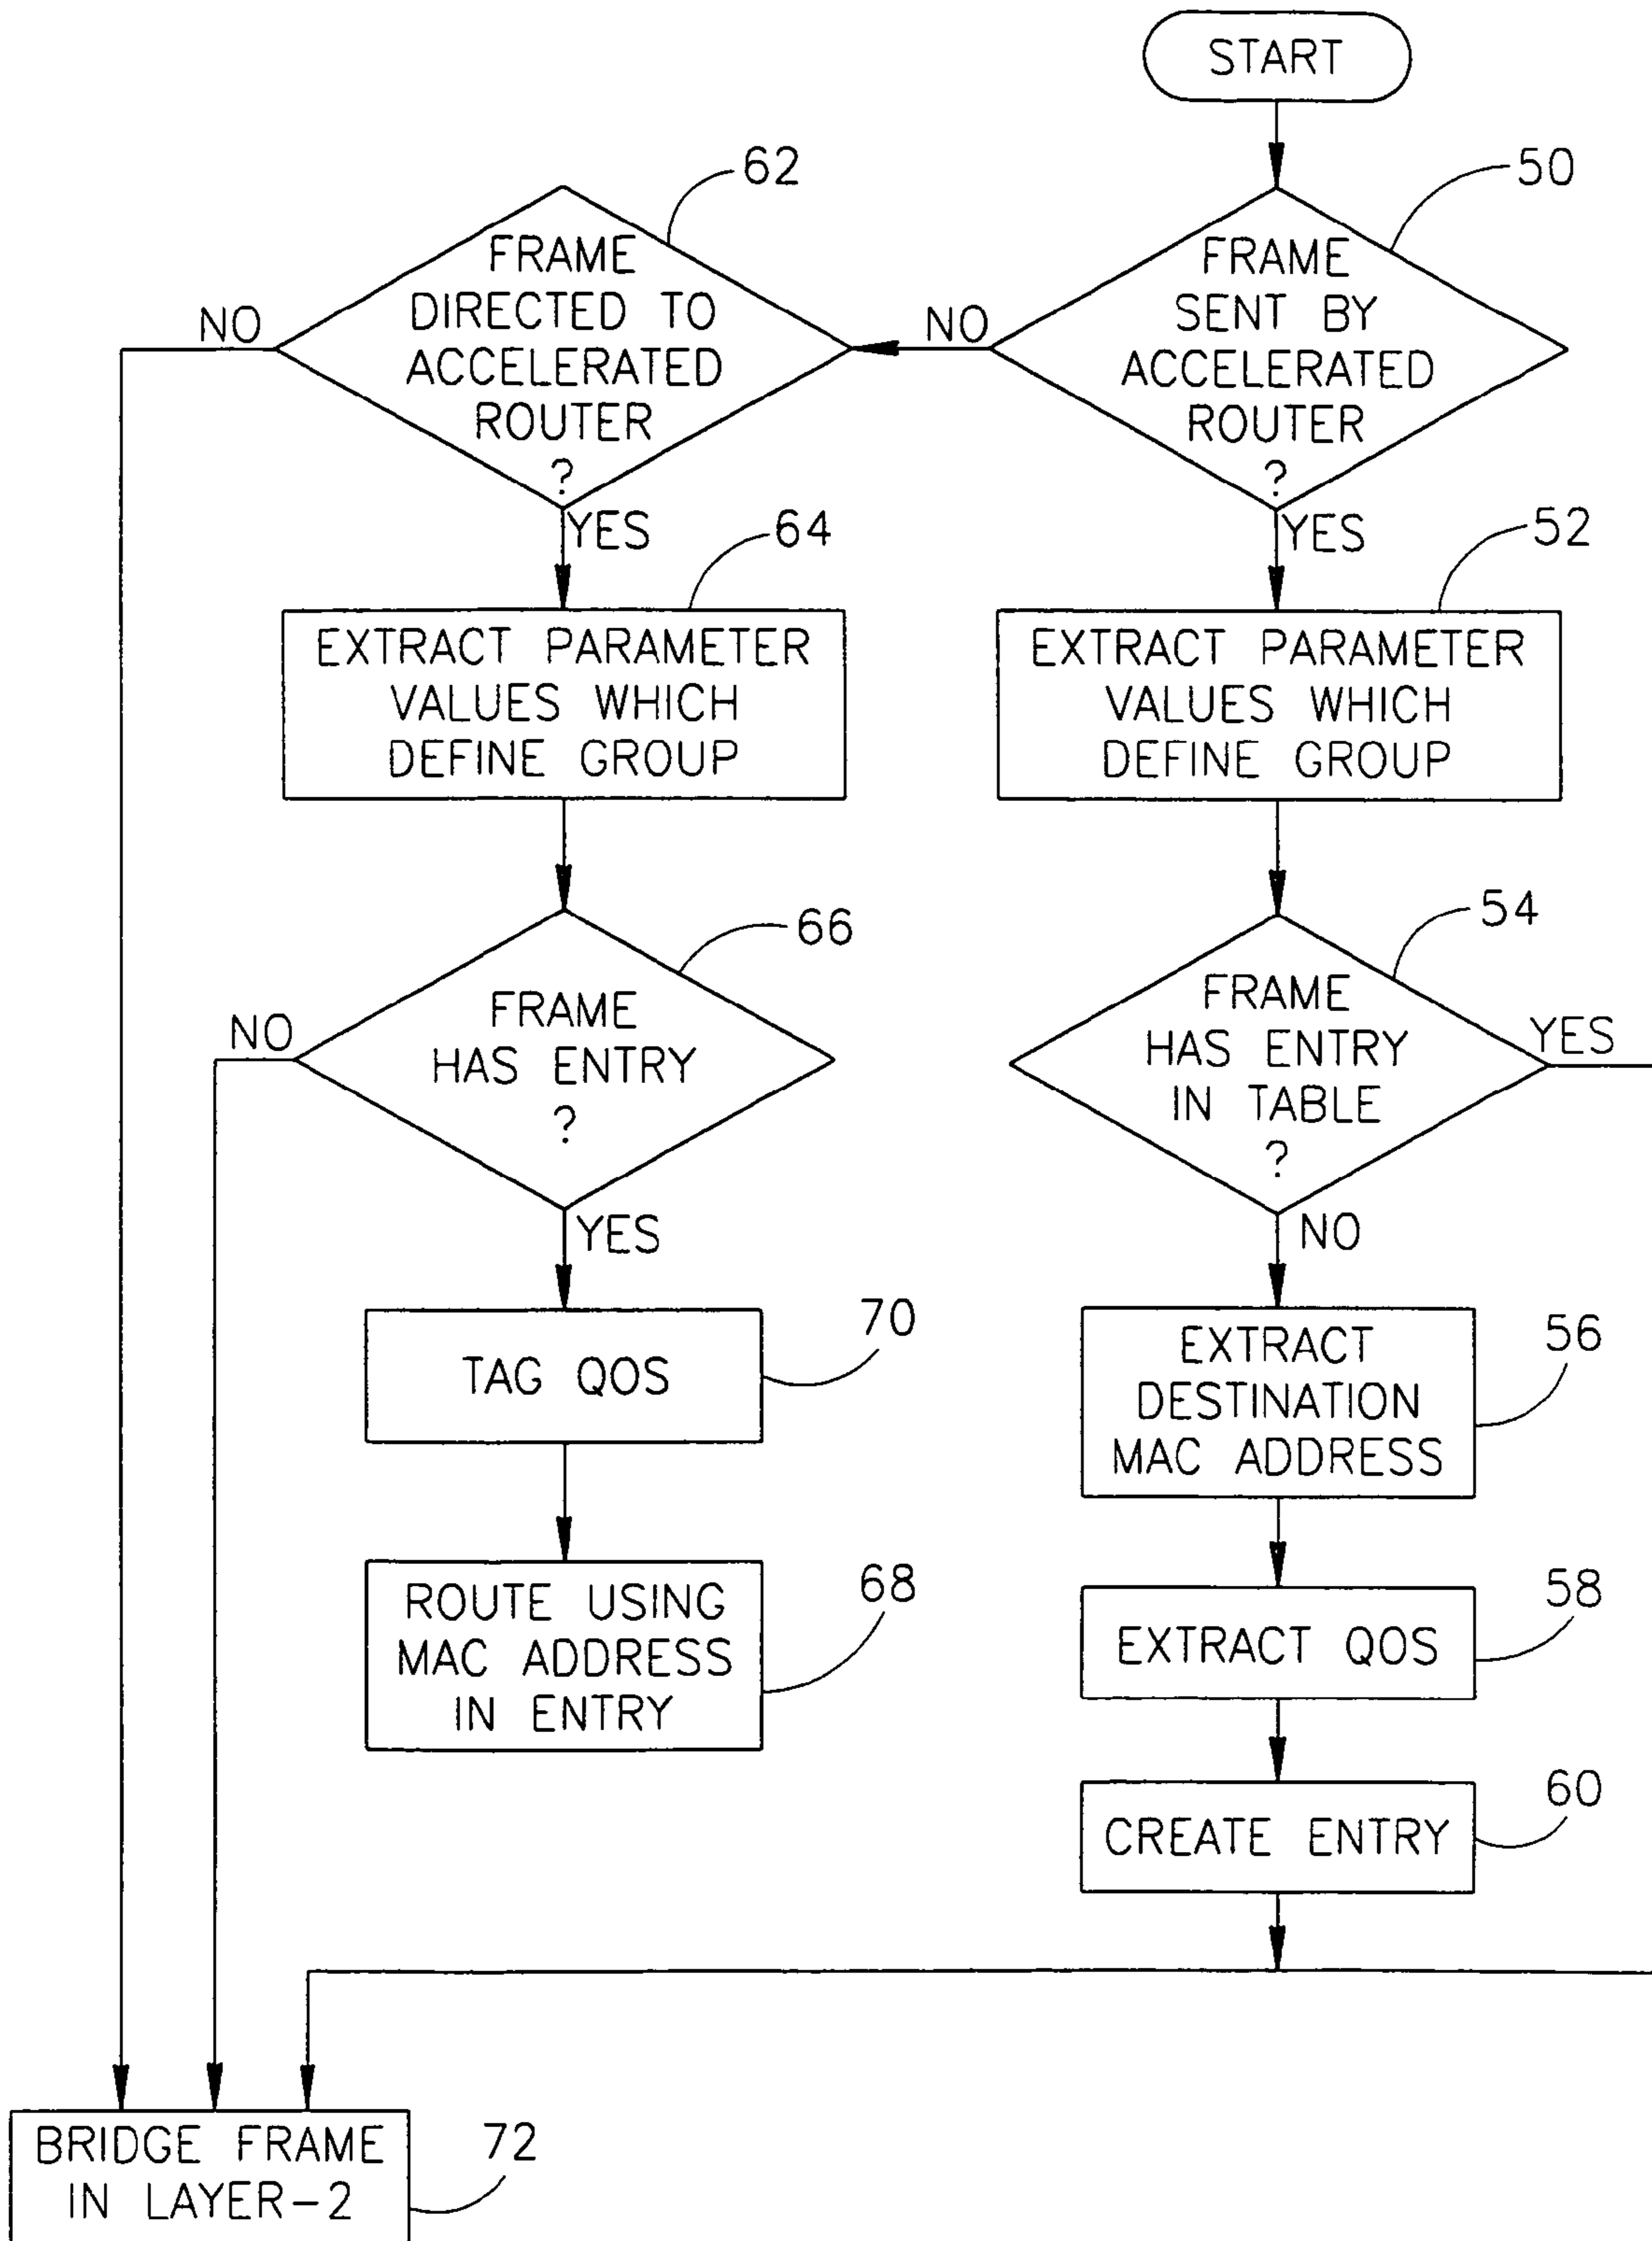 START
62
50
FRAME
DIRECTED TO
ACCELERATED
ROUTER
?
NO
YES
FRAME
SENT BY
ACCELERATED
ROUTER
?
NO
YES
64
52
EXTRACT PARAMETER
VALUES WHICH
DEFINE GROUP
EXTRACT PARAMETER
VALUES WHICH
DEFINE GROUP
66
54
FRAME
HAS ENTRY
?
NO
YES
FRAME
HAS ENTRY
IN TABLE
?
YES
NO
70
TAG QOS
56
EXTRACT
DESTINATION
MAC ADDRESS
68
ROUTE USING
MAC ADDRESS
IN ENTRY
58
EXTRACT QOS
60
CREATE ENTRY
BRIDGE FRAME
IN LAYER-2
72